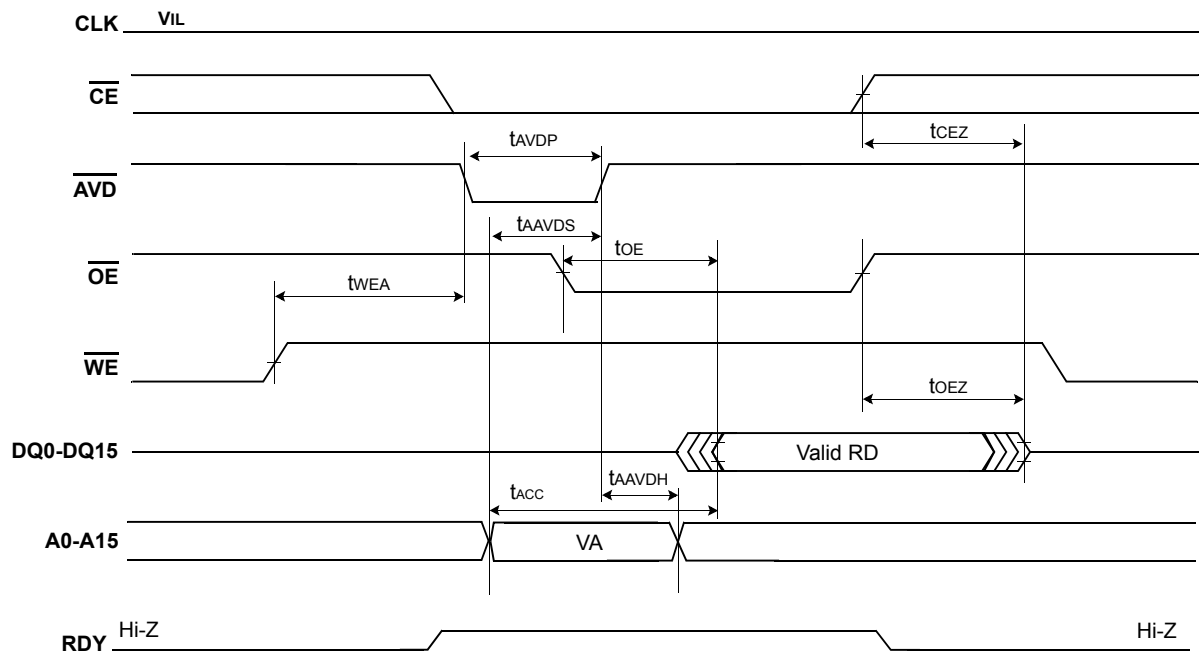 CLK VIL
CE
tAVDP
tCEZ
AVD
tAAVDS
tOE
OE
tWEA
WE
tOEZ
DQ0-DQ15
Valid RD
tAAVDH
tACC
A0-A15
VA
RDY Hi-Z
Hi-Z